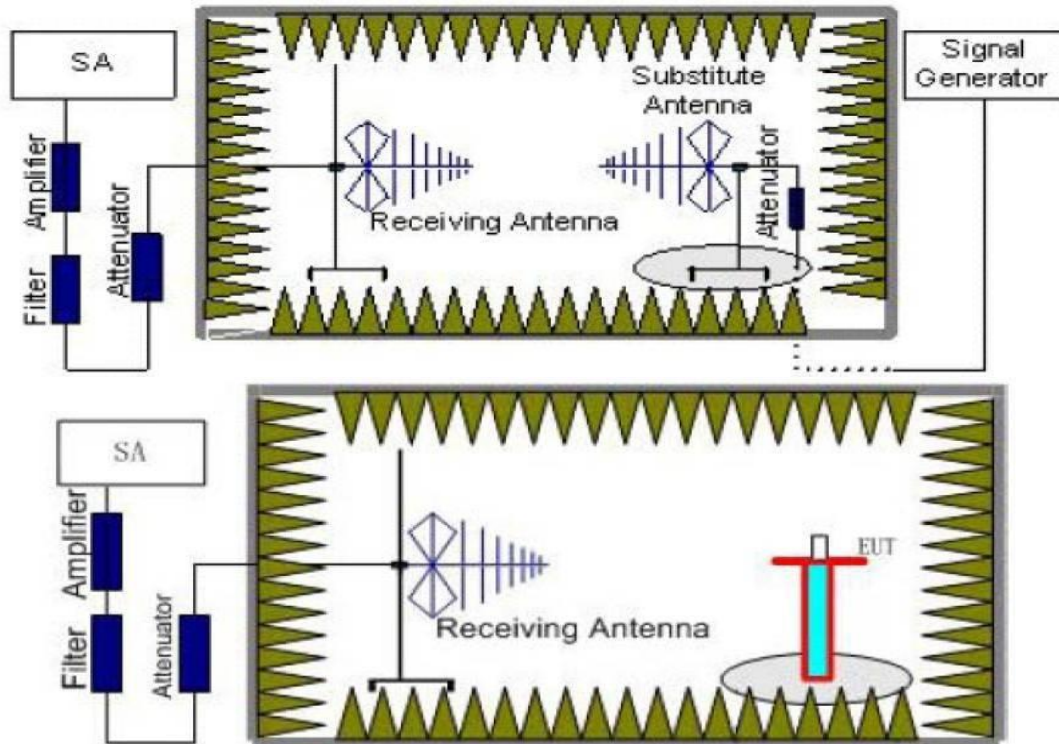 SA
Signal
Generator
Substitute
Antenna
Amplifier
Attenuator
Attenuator
Receiving Antenna
Filter
SA
Amplifier
EUT
Attenuator
Filter
Receiving Antenna